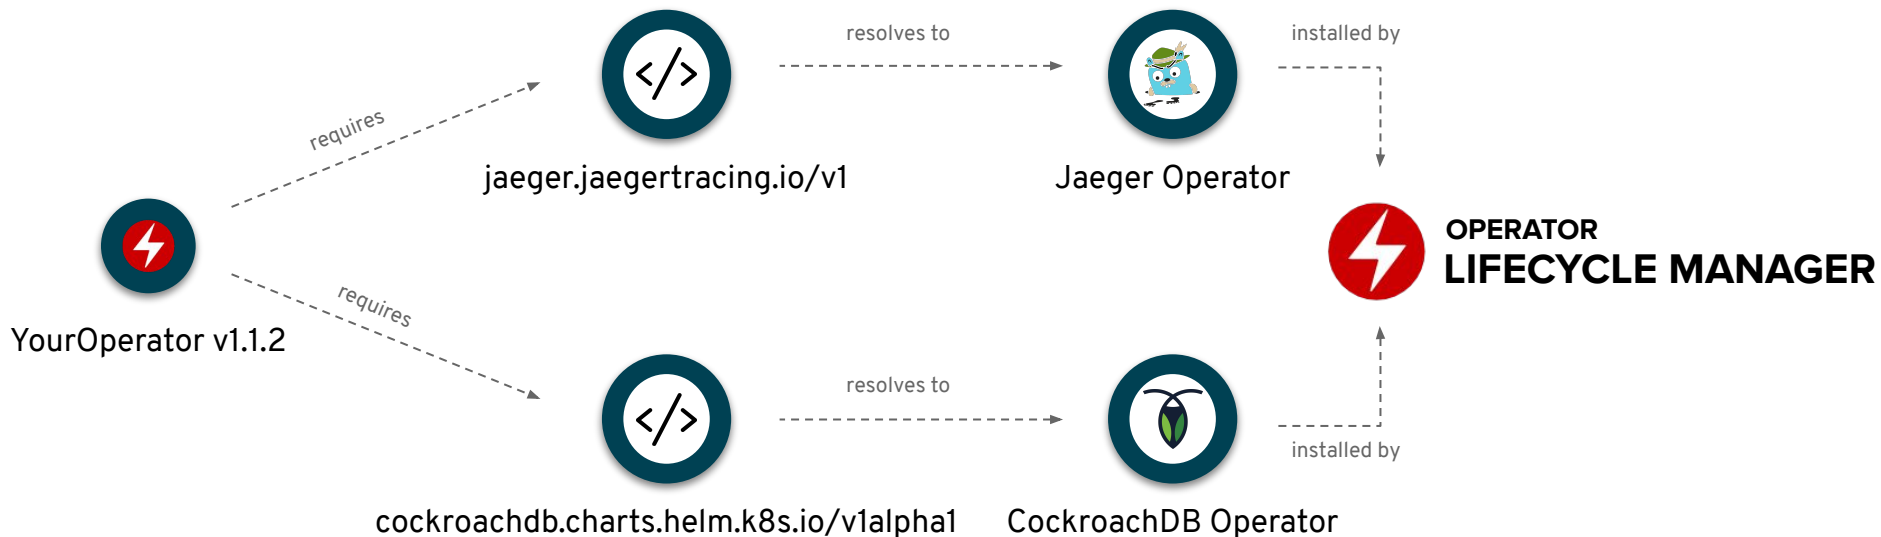 resolves to
installed by
requires
</>
jaeger.jaegertracing.io/v1
Jaeger Operator
YourOperator v1.1.2
OPERATOR
LIFECYCLE MANAGER
requires
resolves to
installed by
</>
cockroachdb.charts.helm.k8s.io/v1alpha1
CockroachDB Operator